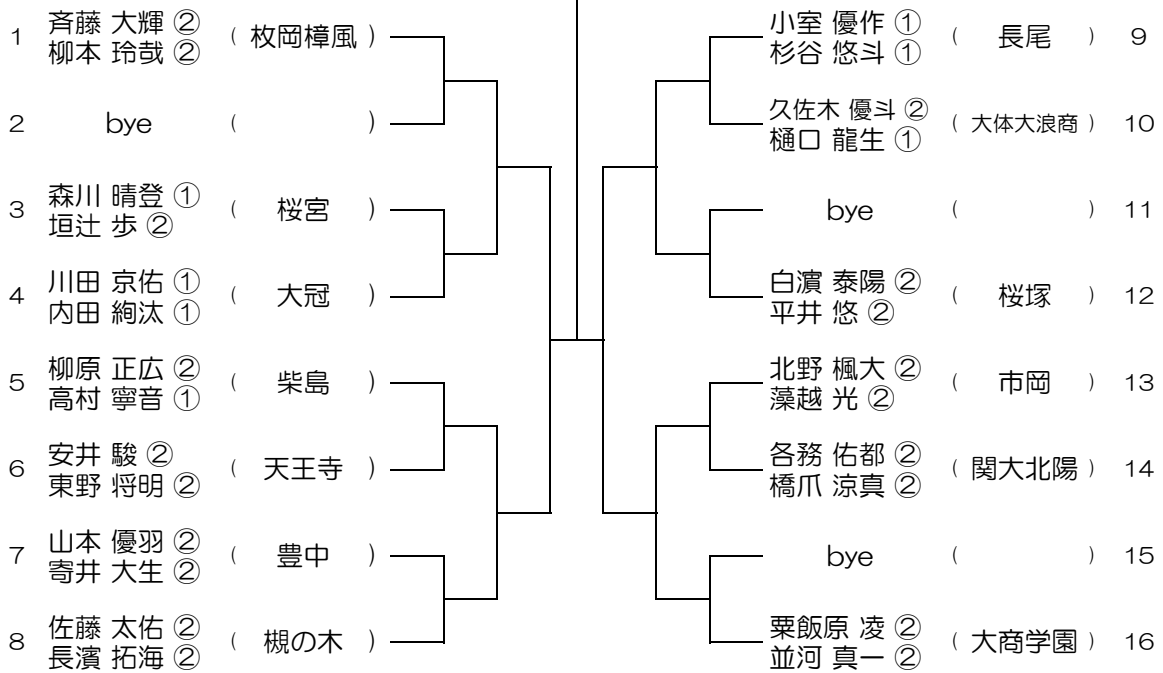 1 斉藤 大輝 ② ( 枚岡樟風 )
柳本 玲哉 ②
2 bye ( )
3 森川 晴登 ① ( 桜宮 )
垣辻 歩 ②
4 川田 京佑 ① ( 大冠 )
内田 絢汰 ①
5 柳原 正広 ② ( 柴島 )
高村 寧音 ①
6 安井 駿 ② ( 天王寺 )
東野 将明 ②
7 山本 優羽 ② ( 豊中 )
寄井 大生 ②
8 佐藤 太佑 ② ( 槻の木 )
長濱 拓海 ②
小室 優作 ① ( 長尾 ) 9
杉谷 悠斗 ①
久佐木 優斗 ② ( 大体大浪商 ) 10
樋口 龍生 ①
bye ( ) 11
白濵 泰陽 ② ( 桜塚 ) 12
平井 悠 ②
北野 楓大 ② ( 市岡 ) 13
藻越 光 ②
各務 佑都 ② ( 関大北陽 ) 14
橋爪 涼真 ②
bye ( ) 15
粟飯原 凌 ② ( 大商学園 ) 16
並河 真一 ②